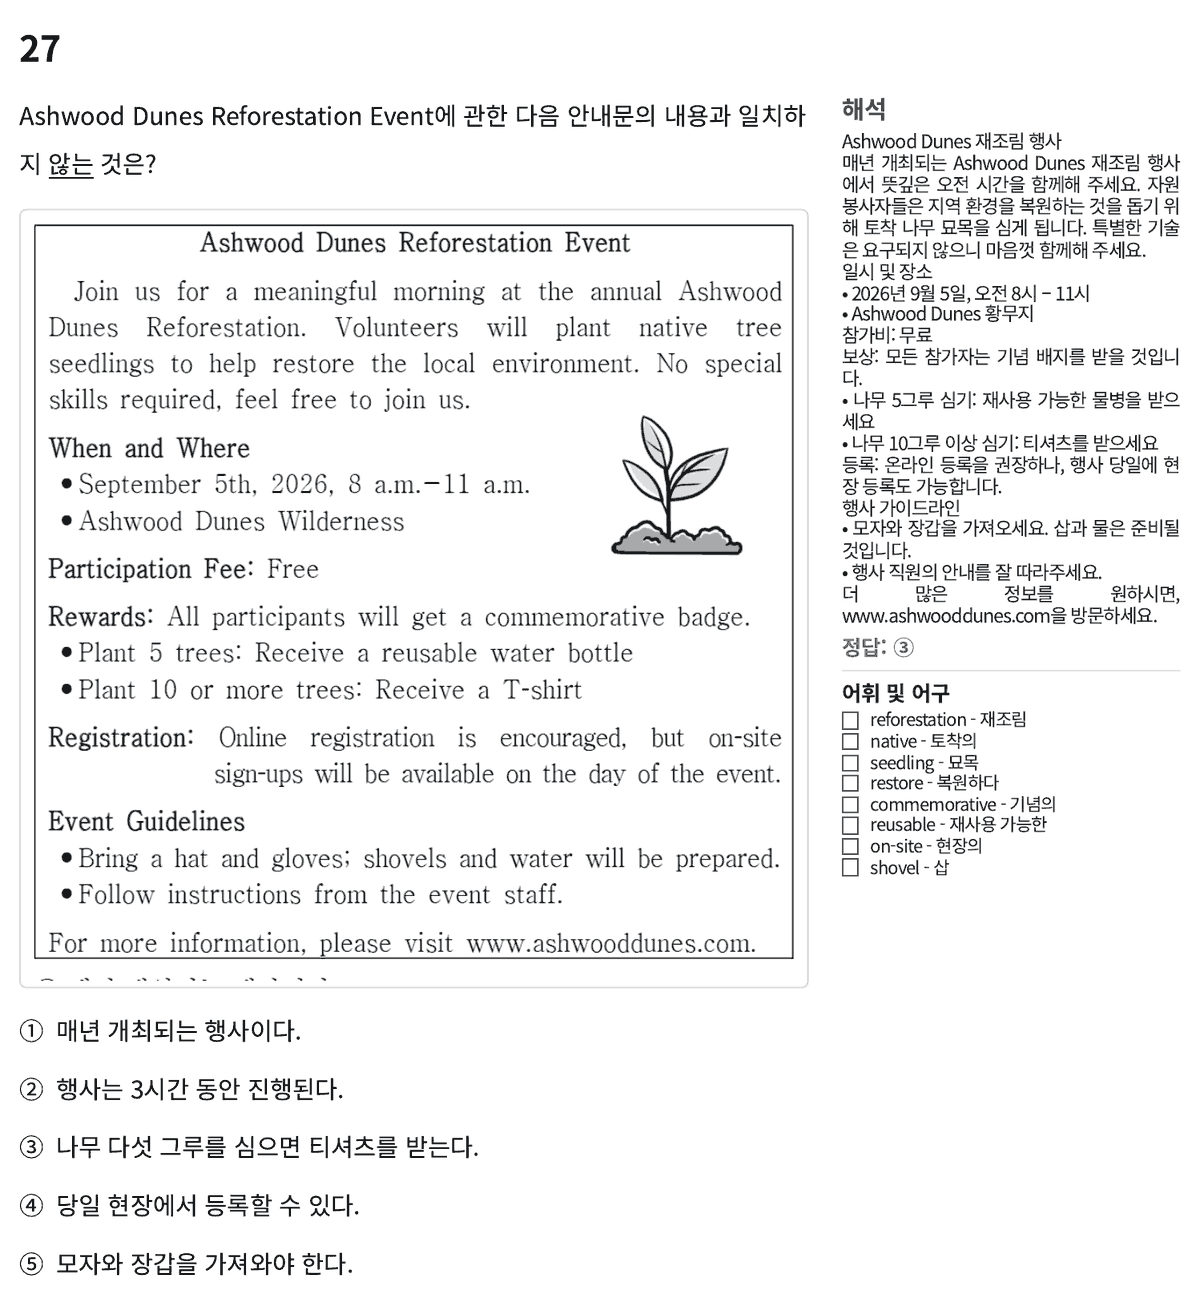 27
Ashwood Dunes Reforestation Event에 관한 다음 안내문의 내용과 일치하
지 않는 것은?
Ashwood Dunes Reforestation Event
Join us for a meaningful morning at the annual Ashwood
Dunes Reforestation. Volunteers will plant native tree
seedlings to help restore the local environment. No special
skills required, feel free to join us.
When and Where
• September 5th, 2026, 8 a.m.−11 a.m.
• Ashwood Dunes Wilderness
Participation Fee: Free
Rewards: All participants will get a commemorative badge.
• Plant 5 trees: Receive a reusable water bottle
• Plant 10 or more trees: Receive a T-shirt
Registration: Online registration is encouraged, but on-site
sign-ups will be available on the day of the event.
Event Guidelines
• Bring a hat and gloves; shovels and water will be prepared.
• Follow instructions from the event staff.
For more information, please visit www.ashwooddunes.com.
① 매년 개최되는 행사이다.
② 행사는 3시간 동안 진행된다.
③ 나무 다섯 그루를 심으면 티셔츠를 받는다.
④ 당일 현장에서 등록할 수 있다.
⑤ 모자와 장갑을 가져와야 한다.
해석
Ashwood Dunes 재조림 행사
매년 개최되는 Ashwood Dunes 재조림 행사
에서 뜻깊은 오전 시간을 함께해 주세요. 자원
봉사자들은 지역 환경을 복원하는 것을 돕기 위
해 토착 나무 묘목을 심게 됩니다. 특별한 기술
은 요구되지 않으니 마음껏 함께해 주세요.
일시 및 장소
• 2026년 9월 5일, 오전 8시 – 11시
• Ashwood Dunes 황무지
참가비: 무료
보상: 모든 참가자는 기념 배지를 받을 것입니
다.
• 나무 5그루 심기: 재사용 가능한 물병을 받으
세요
• 나무 10그루 이상 심기: 티셔츠를 받으세요
등록: 온라인 등록을 권장하나, 행사 당일에 현
장 등록도 가능합니다.
행사 가이드라인
• 모자와 장갑을 가져오세요. 삽과 물은 준비될
것입니다.
• 행사 직원의 안내를 잘 따라주세요.
더 많은 정보를 원하시면,
www.ashwooddunes.com을 방문하세요.
정답: ③
어휘 및 어구
□ reforestation - 재조림
□ native - 토착의
□ seedling - 묘목
□ restore - 복원하다
□ commemorative - 기념의
□ reusable - 재사용 가능한
□ on-site - 현장의
□ shovel - 삽